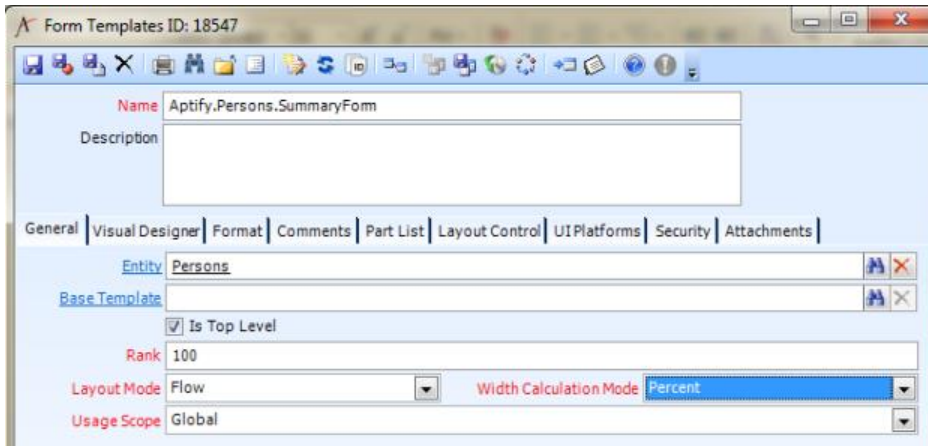 Form Templates ID: 18547
Name Aptify.Persons.SummaryForm
Description
General Visual Designer Format Comments Part List Layout Control UI Platforms Security Attachments
Entity Persons
Base Template
Is Top Level
Rank 100
Layout Mode Flow Width Calculation Mode Percent
Usage Scope Global